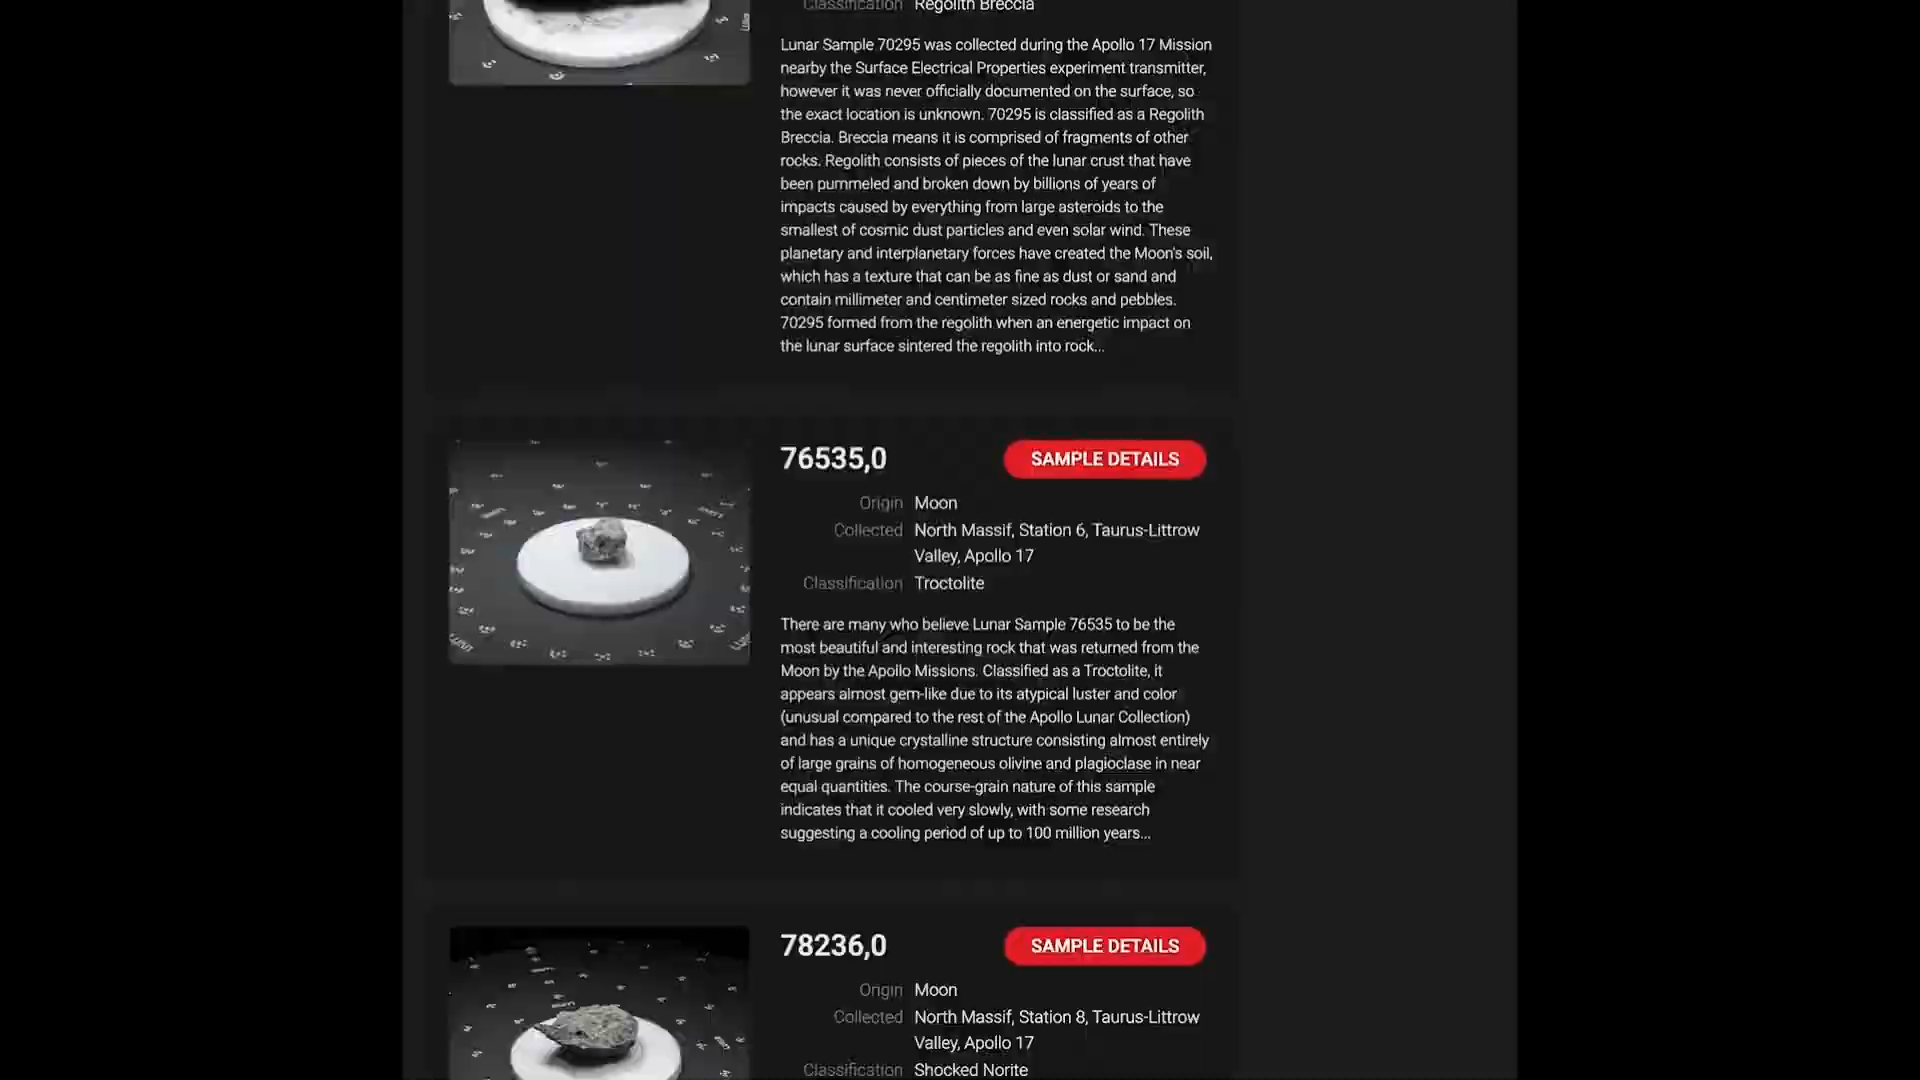 Classification Regolith Breccia
Lunar Sample 70295 was collected during the Apollo 17 Mission
nearby the Surface Electrical Properties experiment transmitter,
however it was never officially documented on the surface, so
the exact location is unknown. 70295 is classified as a Regolith
Breccia. Breccia means it is comprised of fragments of other
rocks. Regolith consists of pieces of the lunar crust that have
been pummeled and broken down by billions of years of
impacts caused by everything from large asteroids to the
smallest of cosmic dust particles and even solar wind. These
planetary and interplanetary forces have created the Moon's soil,
which has a texture that can be as fine as dust or sand and
contain millimeter and centimeter sized rocks and pebbles.
70295 formed from the regolith when an energetic impact on
the lunar surface sintered the regolith into rock...
76535,0 SAMPLE DETAILS
Origin Moon
Collected North Massif, Station 6, Taurus-Littrow
Valley, Apollo 17
Classification Troctolite
There are many who believe Lunar Sample 76535 to be the
most beautiful and interesting rock that was returned from the
Moon by the Apollo Missions. Classified as a Troctolite, it
appears almost gem-like due to its atypical luster and color
(unusual compared to the rest of the Apollo Lunar Collection)
and has a unique crystalline structure consisting almost entirely
of large grains of homogeneous olivine and plagioclase in near
equal quantities. The course-grain nature of this sample
indicates that it cooled very slowly, with some research
suggesting a cooling period of up to 100 million years...
78236,0 SAMPLE DETAILS
Origin Moon
Collected North Massif, Station 8, Taurus-Littrow
Valley, Apollo 17
Classification Shocked Norite